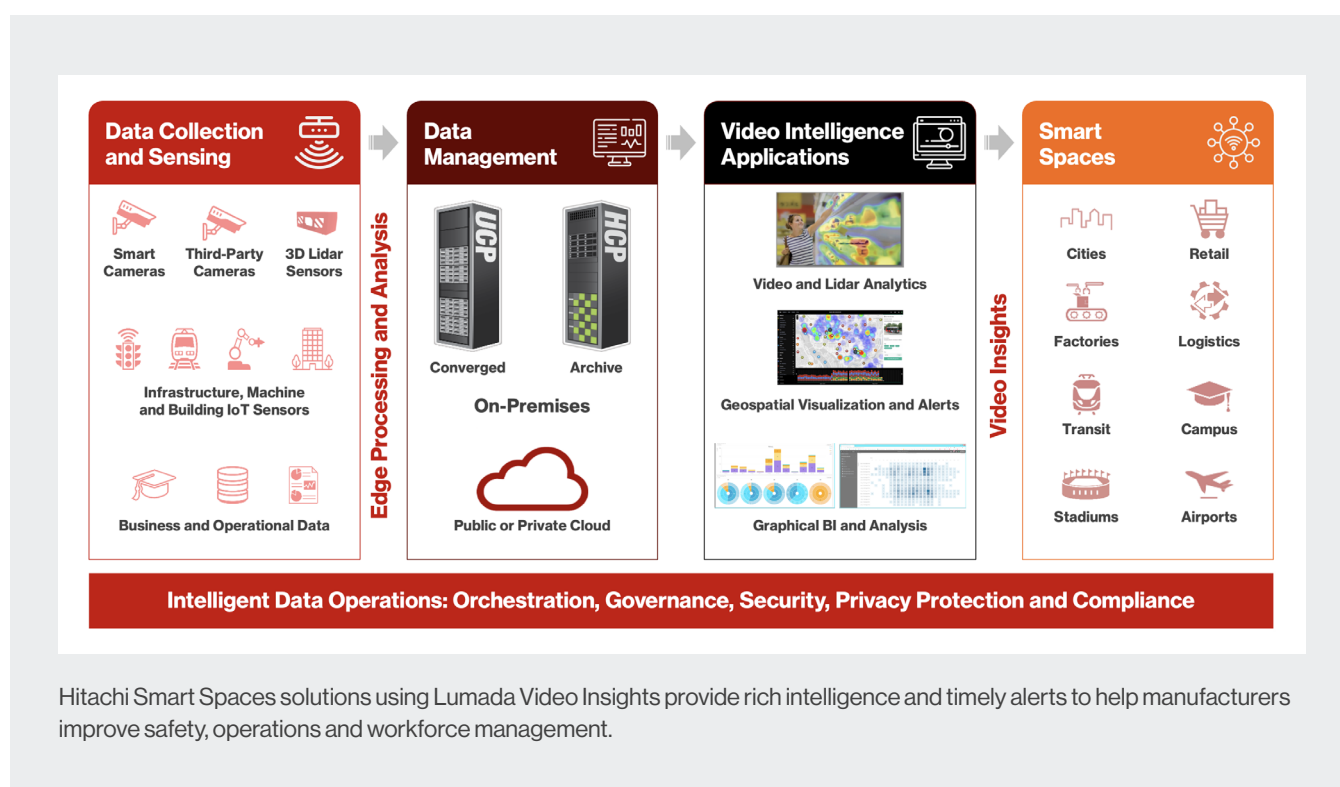 Data Collection
and Sensing
Smart
Cameras
Third-Party
Cameras
3D Lidar
Sensors
Infrastructure, Machine
and Building IoT Sensors
Business and Operational Data
Edge Processing and Analysis
Data
Management
UCP
HCP
Converged
Archive
On-Premises
Public or Private Cloud
Video Intelligence
Applications
Video and Lidar Analytics
Geospatial Visualization and Alerts
Graphical BI and Analysis
Video Insights
Smart
Spaces
Cities
Retail
Factories
Logistics
Transit
Campus
Stadiums
Airports
Intelligent Data Operations: Orchestration, Governance, Security, Privacy Protection and Compliance
Hitachi Smart Spaces solutions using Lumada Video Insights provide rich intelligence and timely alerts to help manufacturers
improve safety, operations and workforce management.